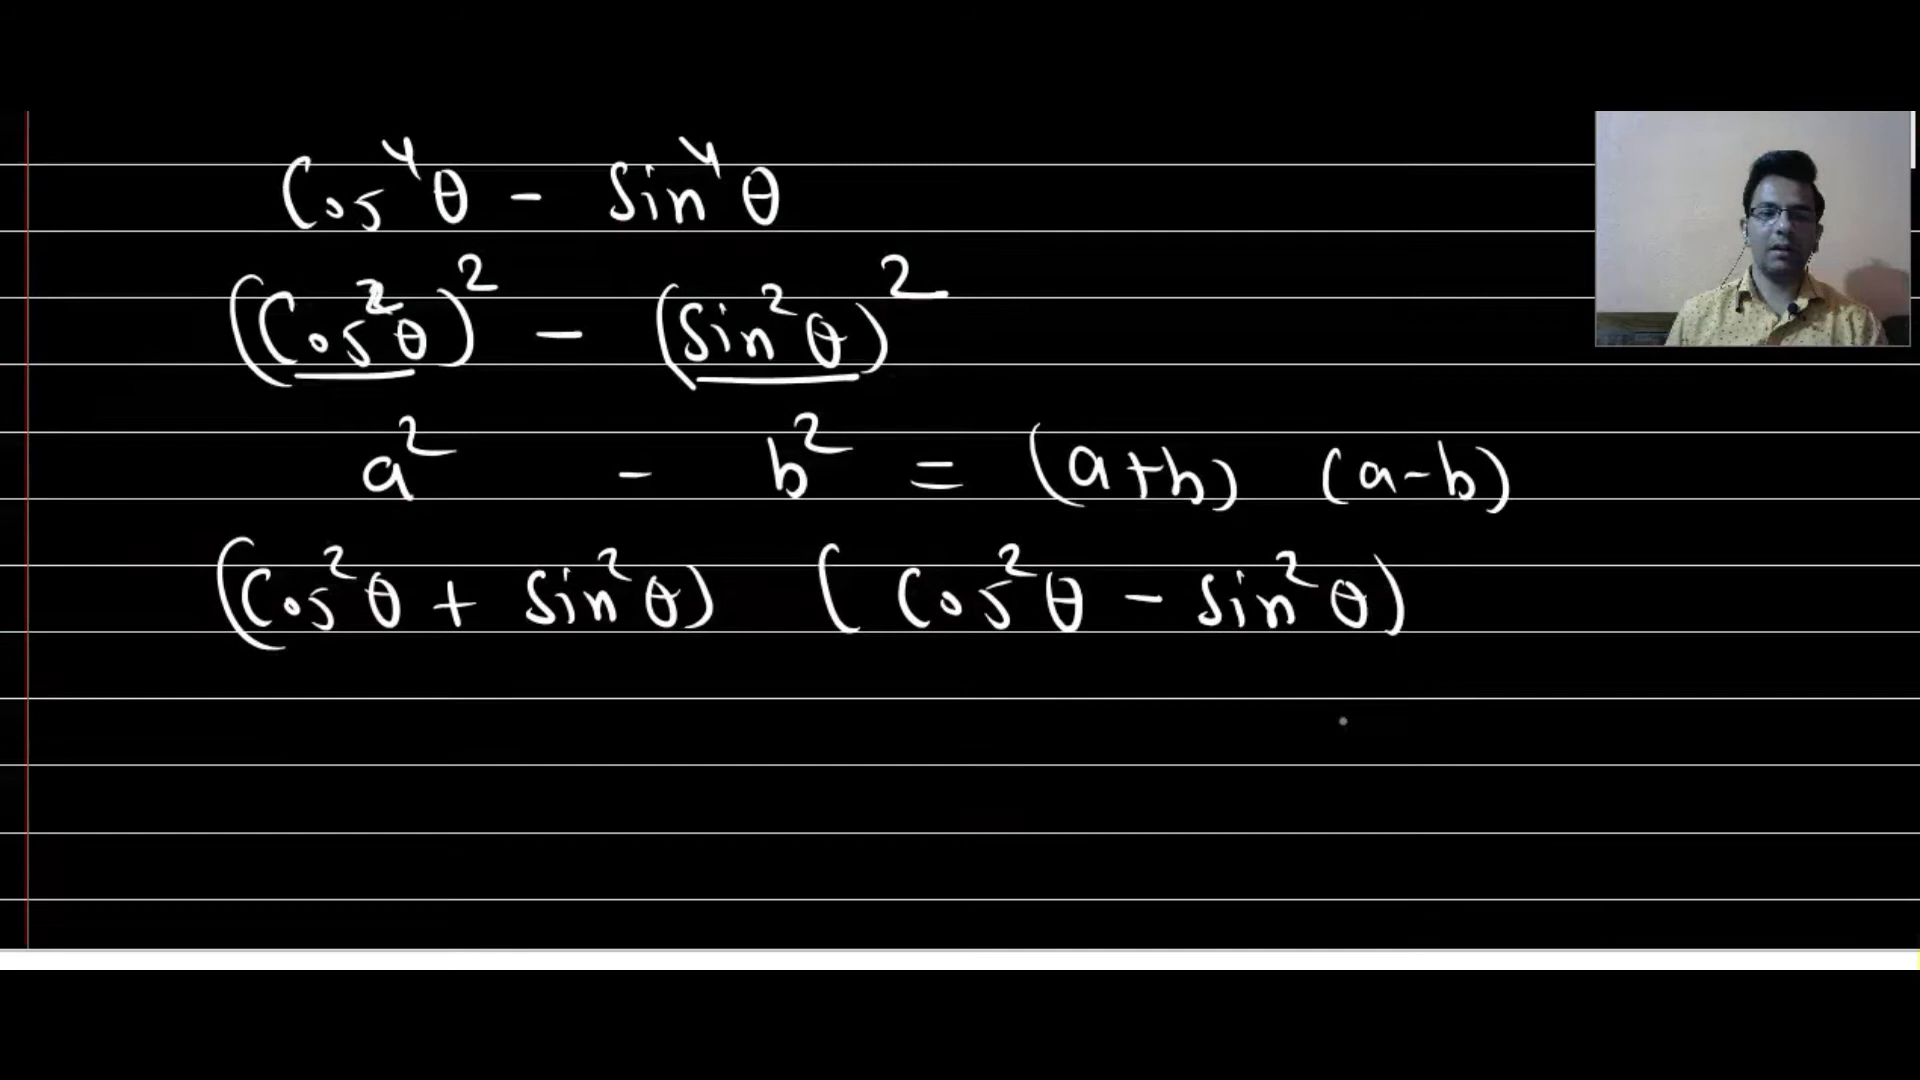 Cos⁴θ - Sin⁴θ
(Cos²θ)² - (Sin²θ)²
a² - b² = (a+b) (a-b)
(Cos²θ + Sin²θ) (Cos²θ - Sin²θ)